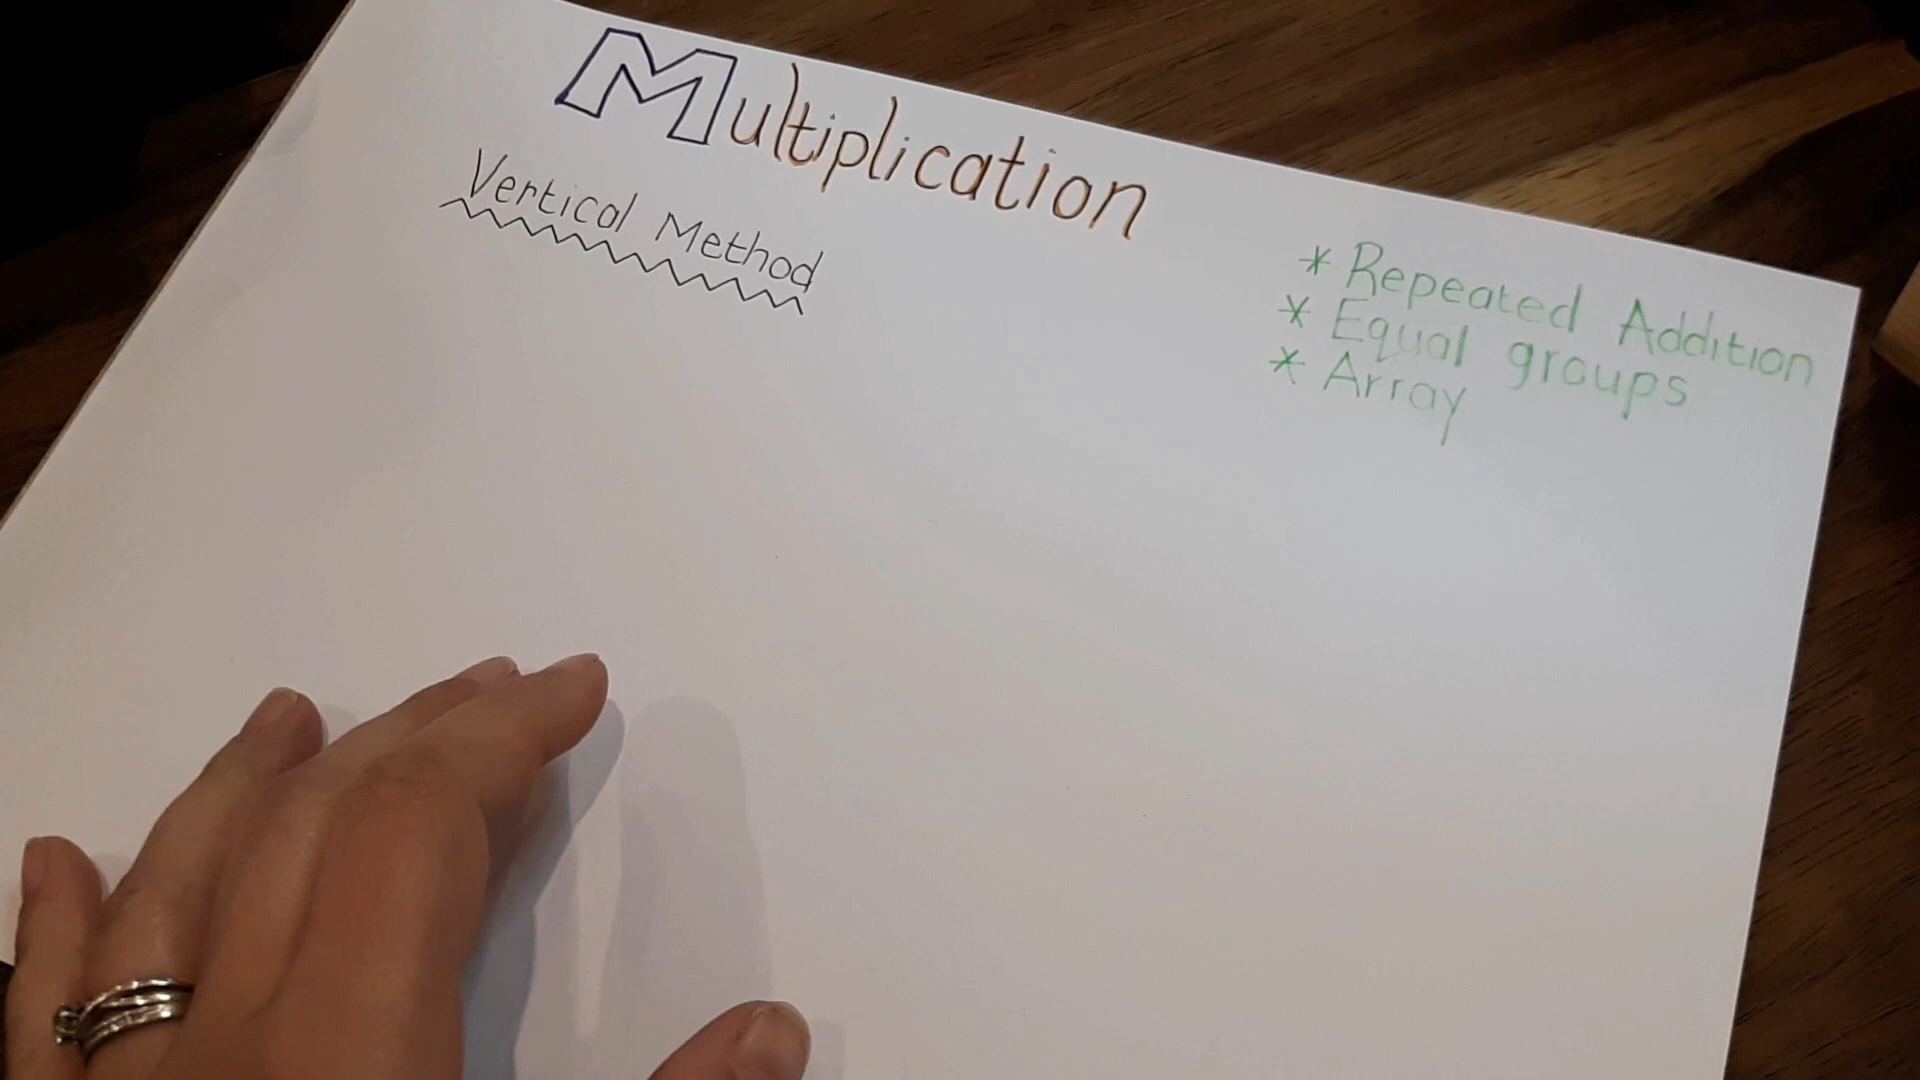 Multiplication
Vertical Method
* Repeated Addition
* Equal groups
* Array